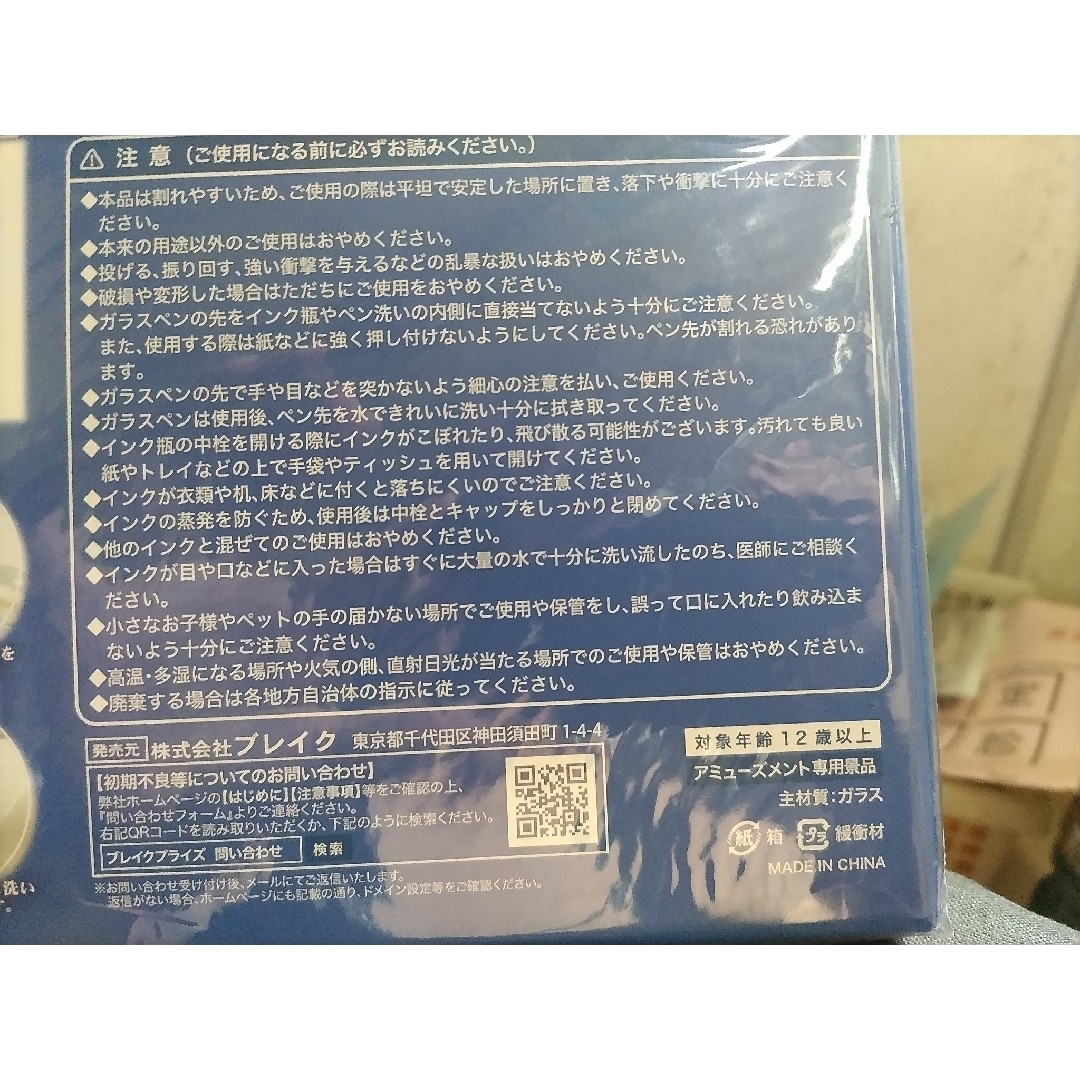 ⚠ 注意（ご使用になる前に必ずお読みください。）
◆本品は割れやすいため、ご使用の際は平坦で安定した場所に置き、落下や衝撃に十分にご注意く
ださい。
◆本来の用途以外のご使用はおやめください。
◆投げる、振り回す、強い衝撃を与えるなどの乱暴な扱いはおやめください。
◆破損や変形した場合はただちにご使用をおやめください。
◆ガラスペンの先をインク瓶やペン洗いの内側に直接当てないよう十分にご注意ください。
また、使用する際は紙などに強く押し付けないようにしてください。ペン先が割れる恐れがあり
ます。
◆ガラスペンの先で手や目などを突かないよう細心の注意を払い、ご使用ください。
◆ガラスペンは使用後、ペン先を水できれいに洗い十分に拭き取ってください。
◆インク瓶の中栓を開ける際にインクがこぼれたり、飛び散る可能性がございます。汚れても良い
紙やトレイなどの上で手袋やティッシュを用いて開けてください。
◆インクが衣類や机、床などに付くと落ちにくいのでご注意ください。
◆インクの蒸発を防ぐため、使用後は中栓とキャップをしっかりと閉めてください。
◆他のインクと混ぜてのご使用はおやめください。
◆インクが目や口などに入った場合はすぐに大量の水で十分に洗い流したのち、医師にご相談く
ださい。
◆小さなお子様やペットの手の届かない場所でご使用や保管をし、誤って口に入れたり飲み込ま
ないよう十分にご注意ください。
◆高温・多湿になる場所や火気の側、直射日光が当たる場所でのご使用や保管はおやめください。
◆廃棄する場合は各地方自治体の指示に従ってください。
を
洗い
す。
発売元 株式会社ブレイク 東京都千代田区神田須田町1-4-4
【初期不良等についてのお問い合わせ】
弊社ホームページの【はじめに】【注意事項】等をご確認の上、
『問い合わせフォーム』よりご連絡ください。
右記QRコードを読み取りいただくか、下記のように検索ください。
ブレイクプライズ 問い合わせ 検索
※お問い合わせ受け付け後、メールにてご返信いたします。
返信がない場合、ホームページにも記載の通り、ドメイン設定等をご確認ください。
対象年齢12歳以上
アミューズメント専用景品
主材質：ガラス
紙 箱 プラ 緩衝材
MADE IN CHINA